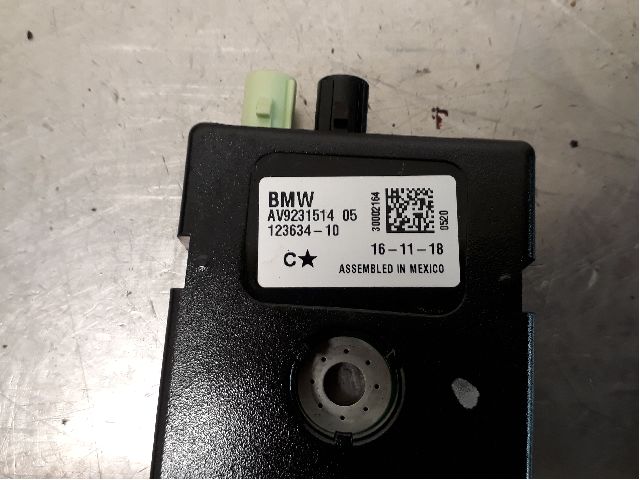 BMW
AV9231514 05
123634-10
C★
30002164
0520
16-11-18
ASSEMBLED IN MEXICO